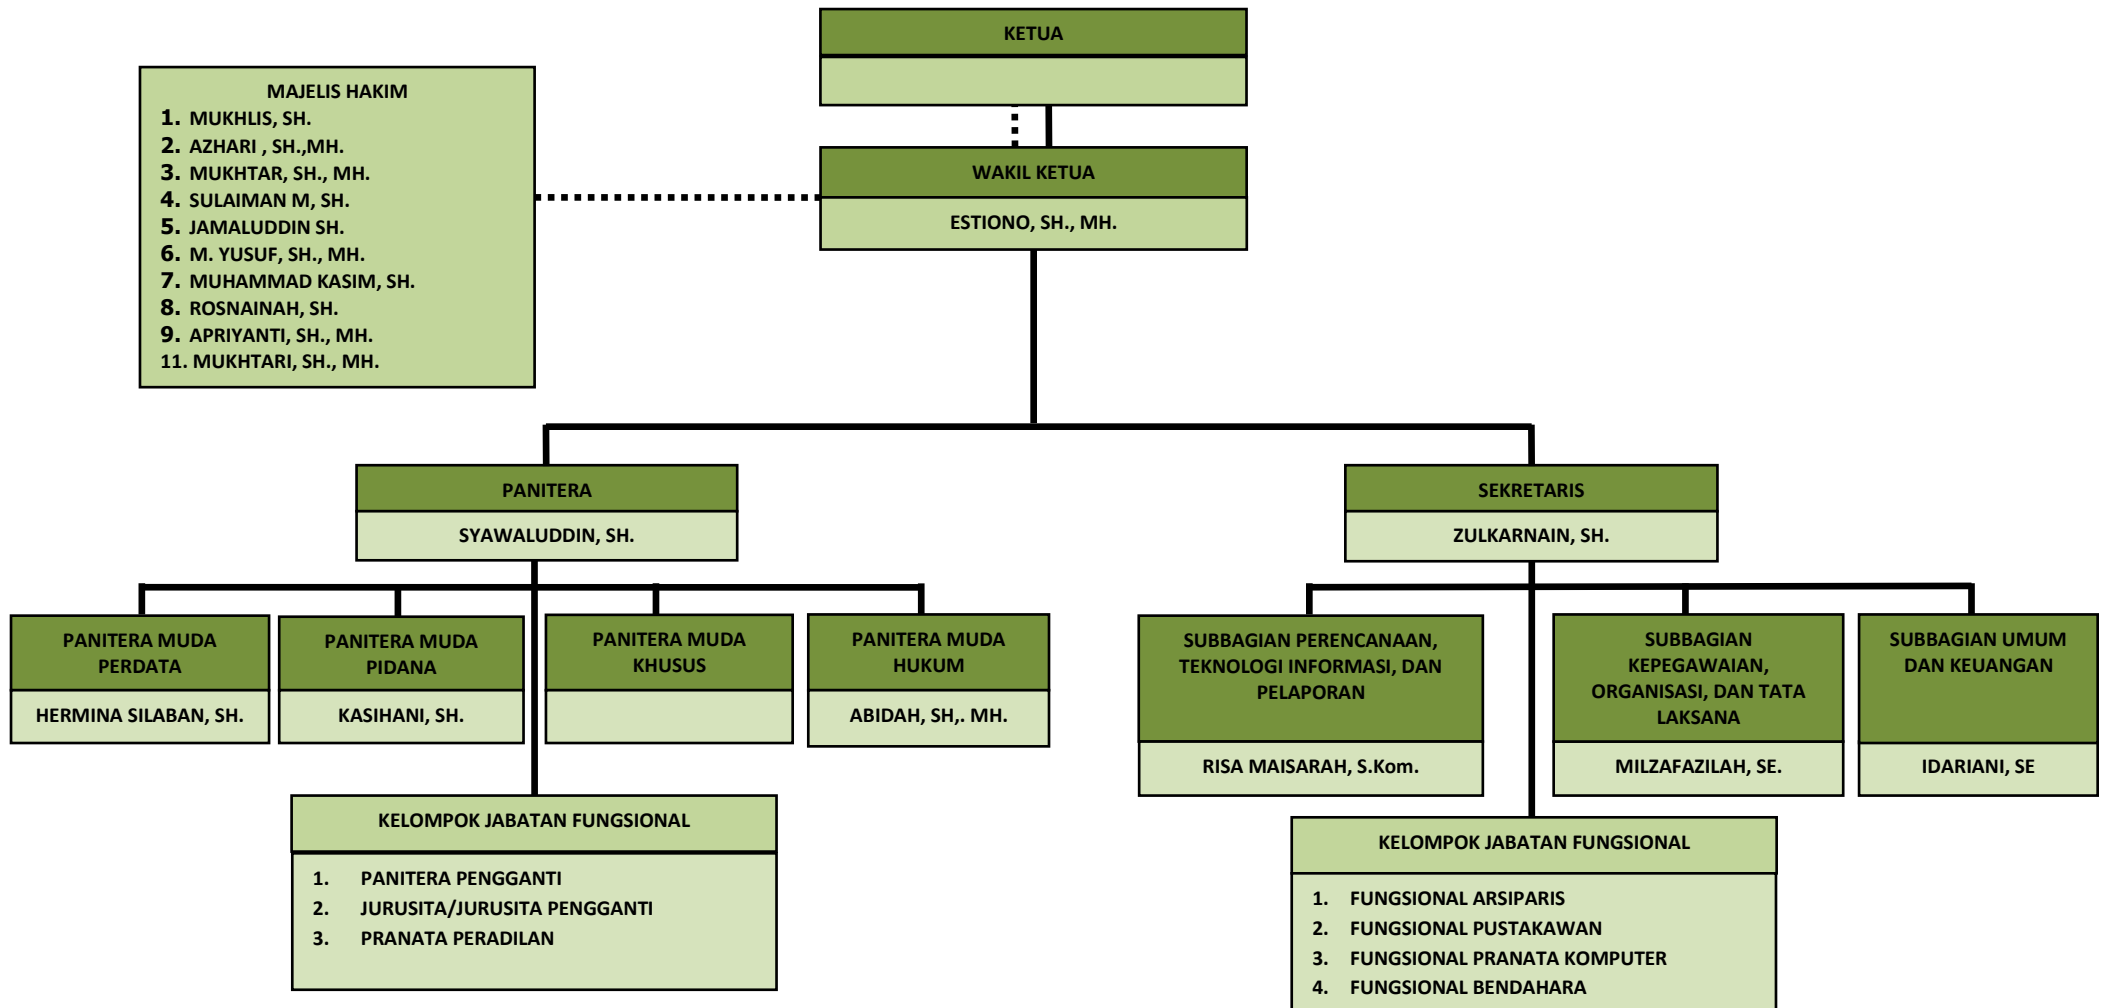 KETUA
MAJELIS HAKIM
1. MUKHLIS, SH.
2. AZHARI , SH.,MH.
3. MUKHTAR, SH., MH.
4. SULAIMAN M, SH.
5. JAMALUDDIN SH.
6. M. YUSUF, SH., MH.
7. MUHAMMAD KASIM, SH.
8. ROSNAINAH, SH.
9. APRIYANTI, SH., MH.
11. MUKHTARI, SH., MH.
WAKIL KETUA
ESTIONO, SH., MH.
PANITERA
SYAWALUDDIN, SH.
SEKRETARIS
ZULKARNAIN, SH.
PANITERA MUDA
PERDATA
HERMINA SILABAN, SH.
PANITERA MUDA
PIDANA
KASIHANI, SH.
PANITERA MUDA
KHUSUS
PANITERA MUDA
HUKUM
ABIDAH, SH,. MH.
SUBBAGIAN PERENCANAAN,
TEKNOLOGI INFORMASI, DAN
PELAPORAN
RISA MAISARAH, S.Kom.
SUBBAGIAN
KEPEGAWAIAN,
ORGANISASI, DAN TATA
LAKSANA
MILZAFAZILAH, SE.
SUBBAGIAN UMUM
DAN KEUANGAN
IDARIANI, SE
KELOMPOK JABATAN FUNGSIONAL
1. PANITERA PENGGANTI
2. JURUSITA/JURUSITA PENGGANTI
3. PRANATA PERADILAN
KELOMPOK JABATAN FUNGSIONAL
1. FUNGSIONAL ARSIPARIS
2. FUNGSIONAL PUSTAKAWAN
3. FUNGSIONAL PRANATA KOMPUTER
4. FUNGSIONAL BENDAHARA